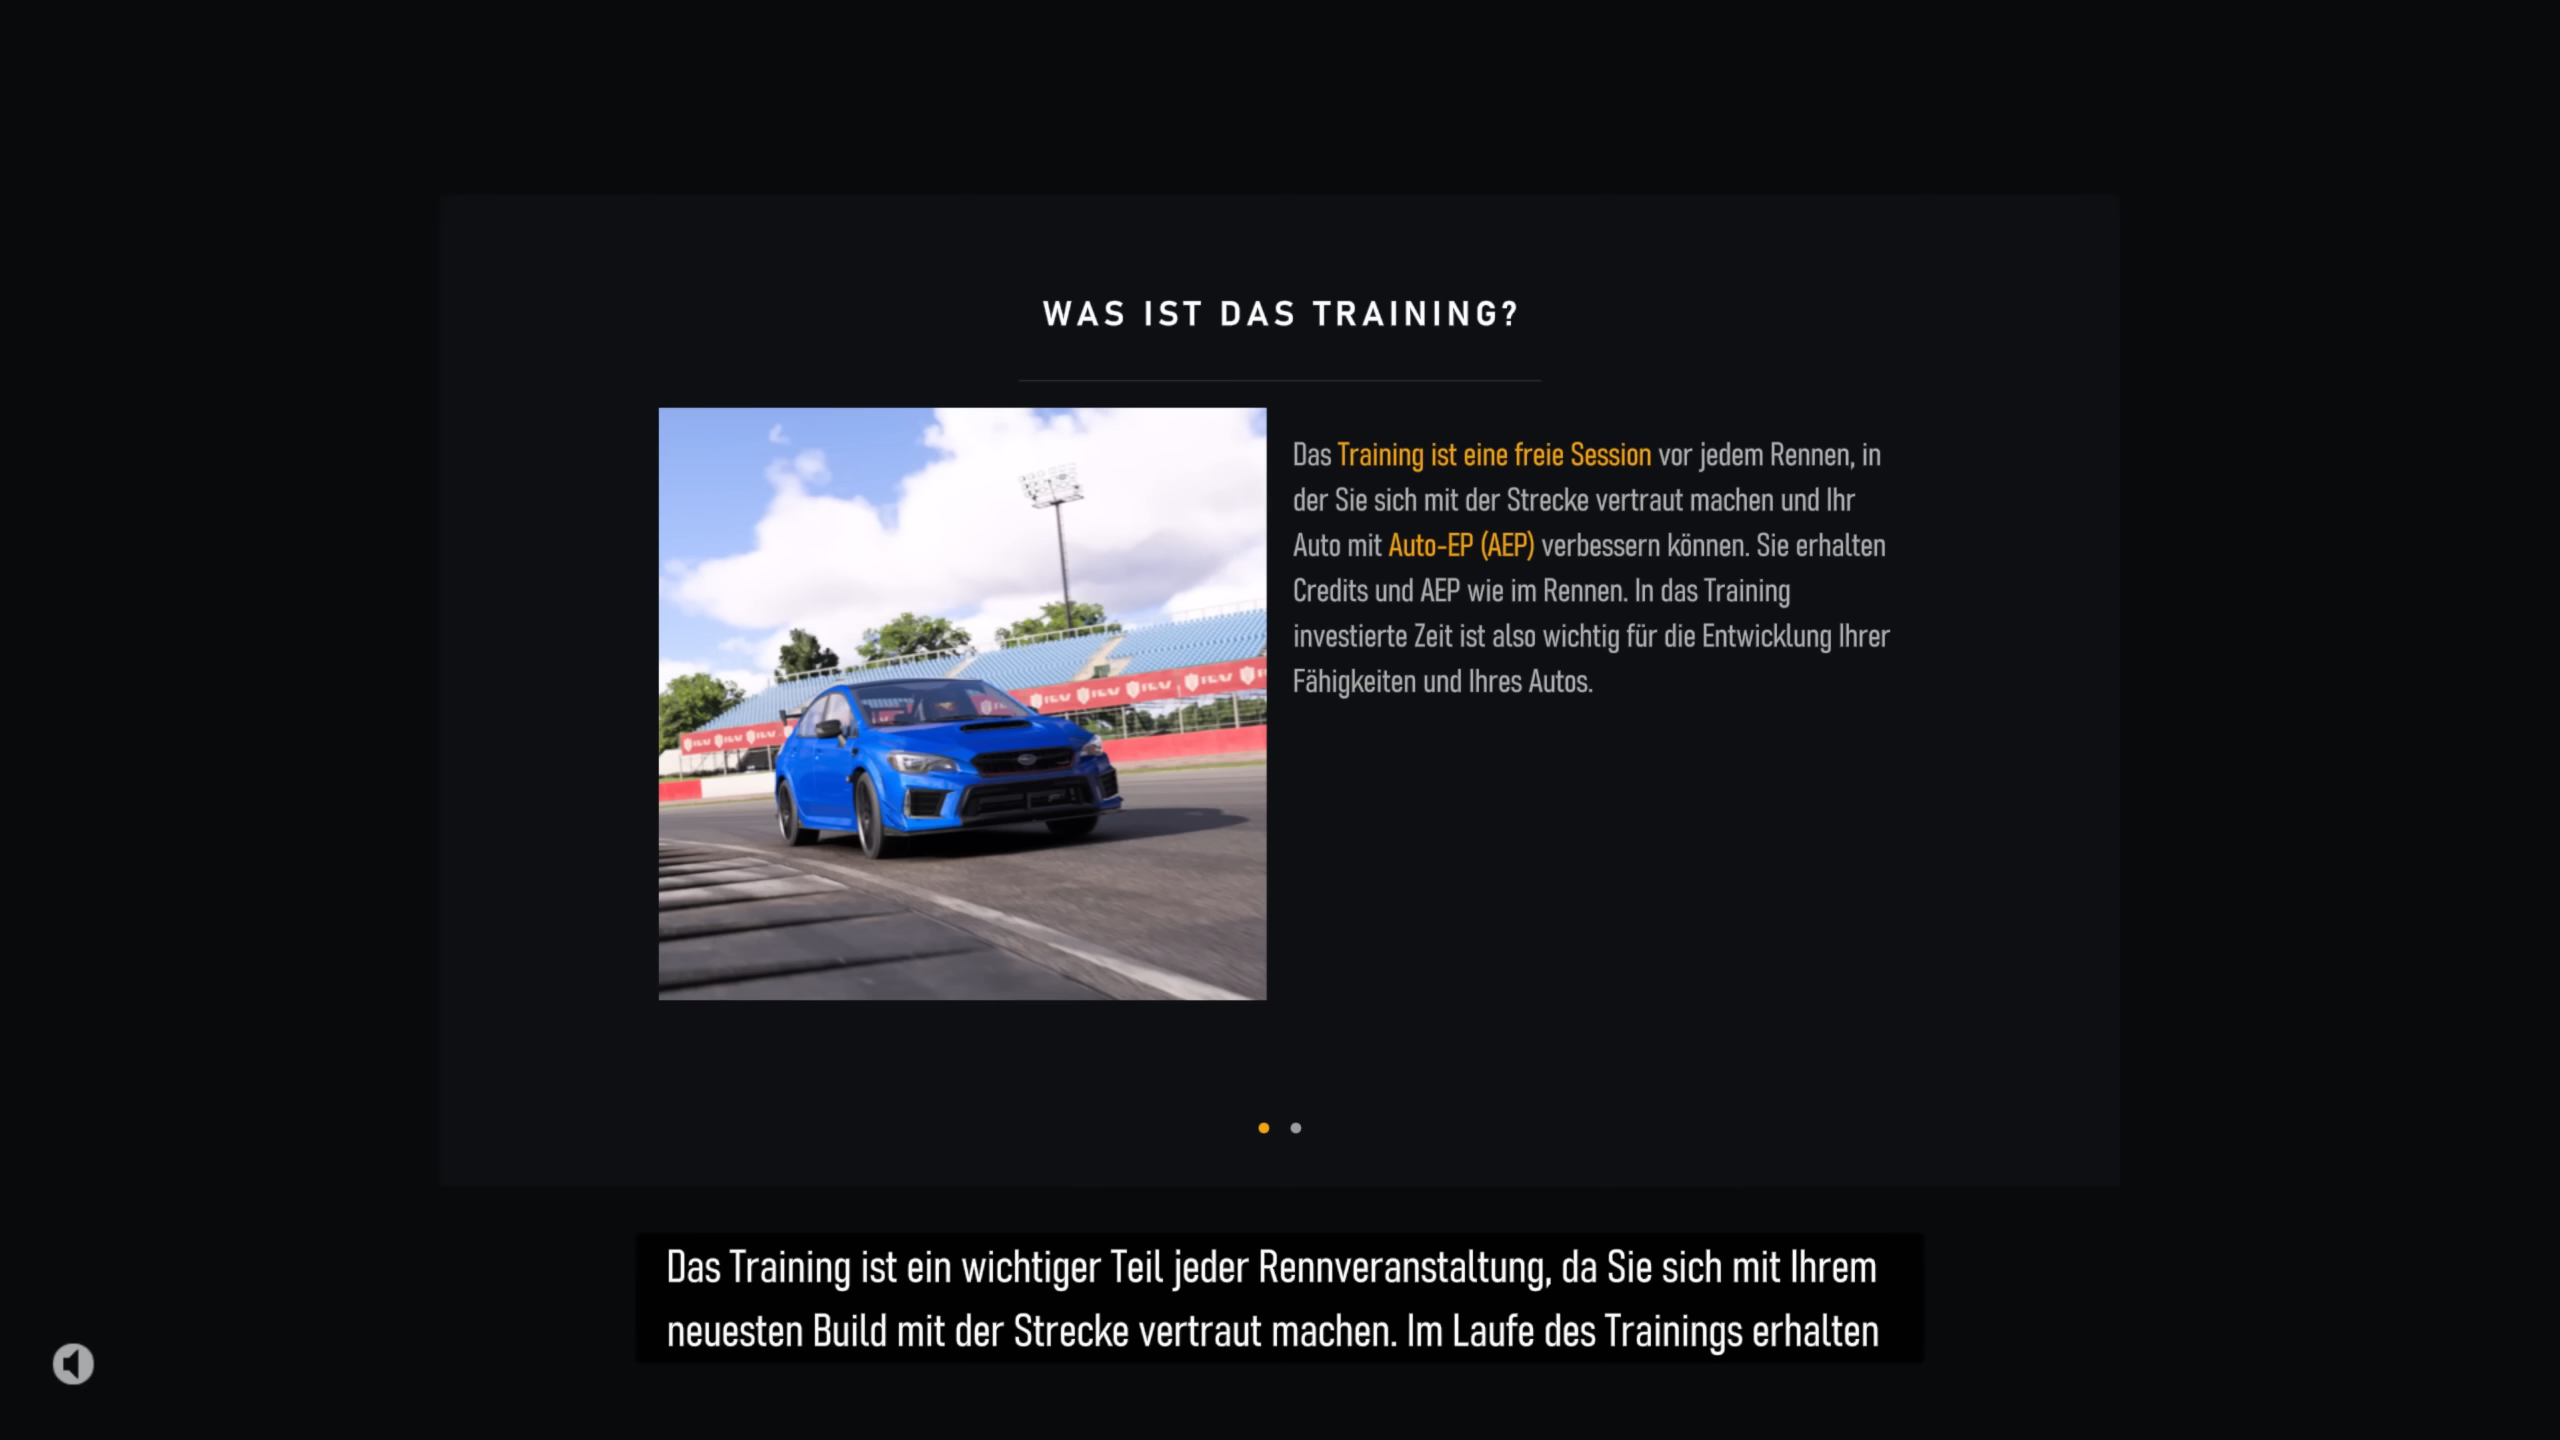 WAS IST DAS TRAINING?
Das Training ist eine freie Session vor jedem Rennen, in
der Sie sich mit der Strecke vertraut machen und Ihr
Auto mit Auto-EP (AEP) verbessern können. Sie erhalten
Credits und AEP wie im Rennen. In das Training
investierte Zeit ist also wichtig für die Entwicklung Ihrer
Fähigkeiten und Ihres Autos.
Das Training ist ein wichtiger Teil jeder Rennveranstaltung, da Sie sich mit Ihrem
neuesten Build mit der Strecke vertraut machen. Im Laufe des Trainings erhalten